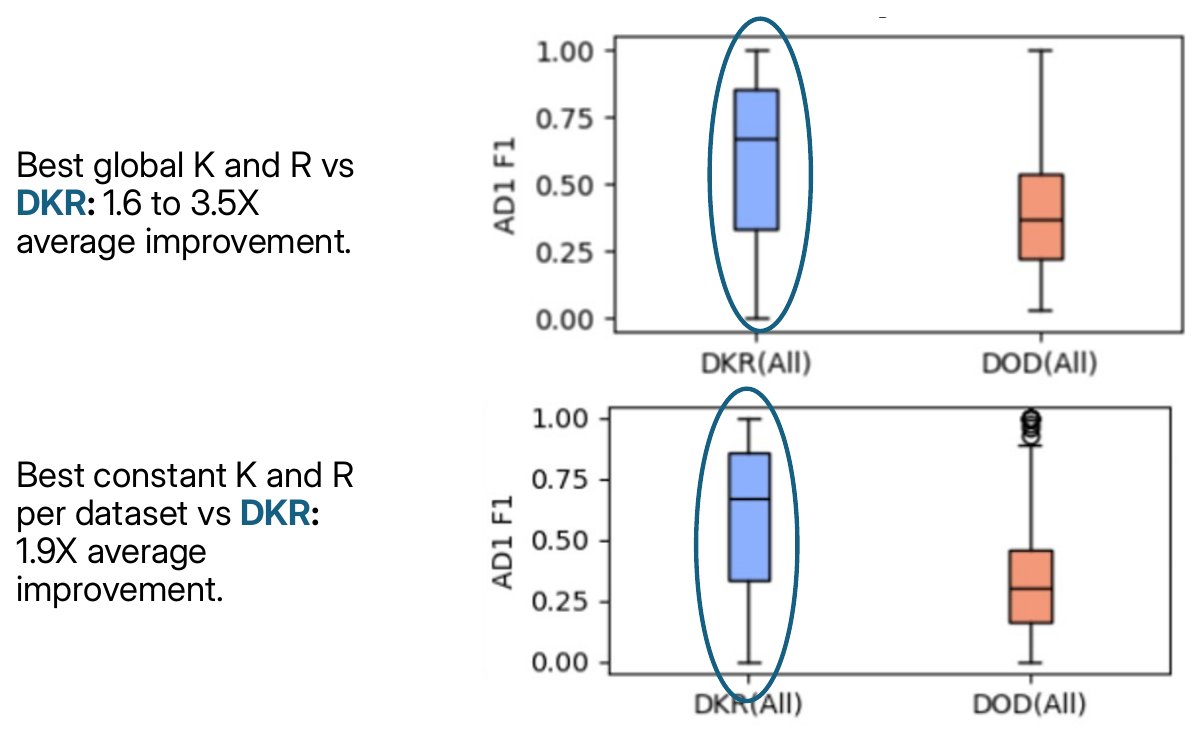 Best global K and R vs
DKR: 1.6 to 3.5X
average improvement.
1.00
0.75
0.50
0.25
0.00
AD1 F1
DKR(All)
DOD(All)
Best constant K and R
per dataset vs DKR:
1.9X average
improvement.
1.00
0.75
0.50
0.25
0.00
AD1 F1
DKR(All)
DOD(All)